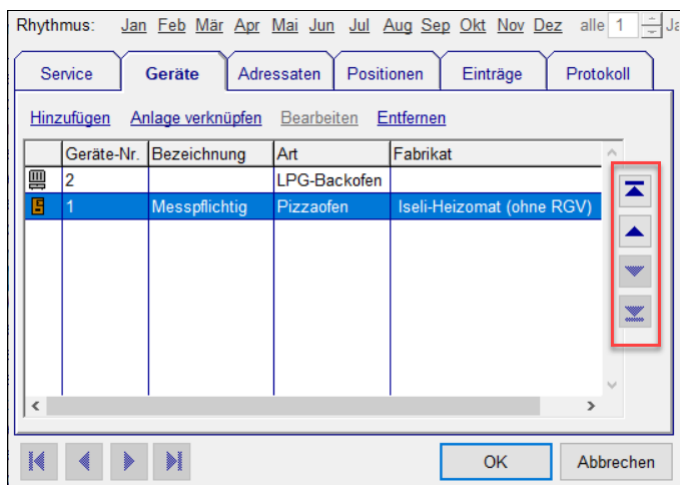 Rhythmus: Jan Feb Mär Apr Mai Jun Jul Aug Sep Okt Nov Dez alle 1
Service Geräte Adressaten Positionen Einträge Protokoll
Hinzufügen Anlage verknüpfen Bearbeiten Entfernen
Geräte-Nr. Bezeichnung Art Fabrikat
2 LPG-Backofen
1 Messpflichtig Pizzaofen Iseli-Heizomat (ohne RGV)
OK Abbrechen